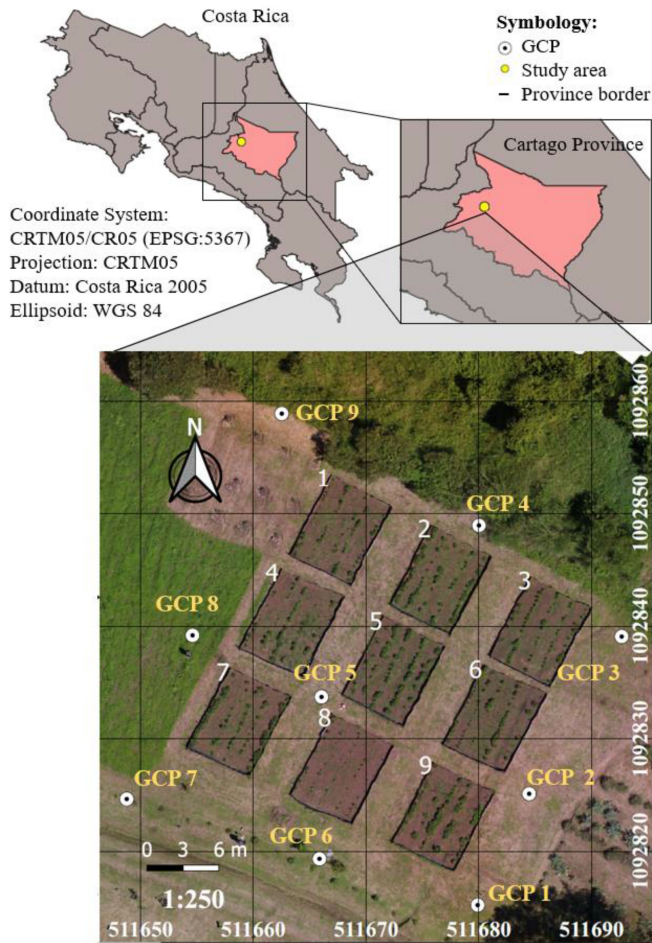 Costa Rica
Symbology:
GCP
Study area
Province border
Cartago Province
Coordinate System:
CRTM05/CR05 (EPSG:5367)
Projection: CRTM05
Datum: Costa Rica 2005
Ellipsoid: WGS 84
GCP 9
1092860
N
1
1092850
2
GCP 4
4
3
1092840
GCP 8
5
GCP 3
7
GCP 5
6
8
1092830
9
GCP 7
GCP 2
GCP 6
1092820
0 3 6 m
1:250
GCP 1
511650 511660 511670 511680 511690